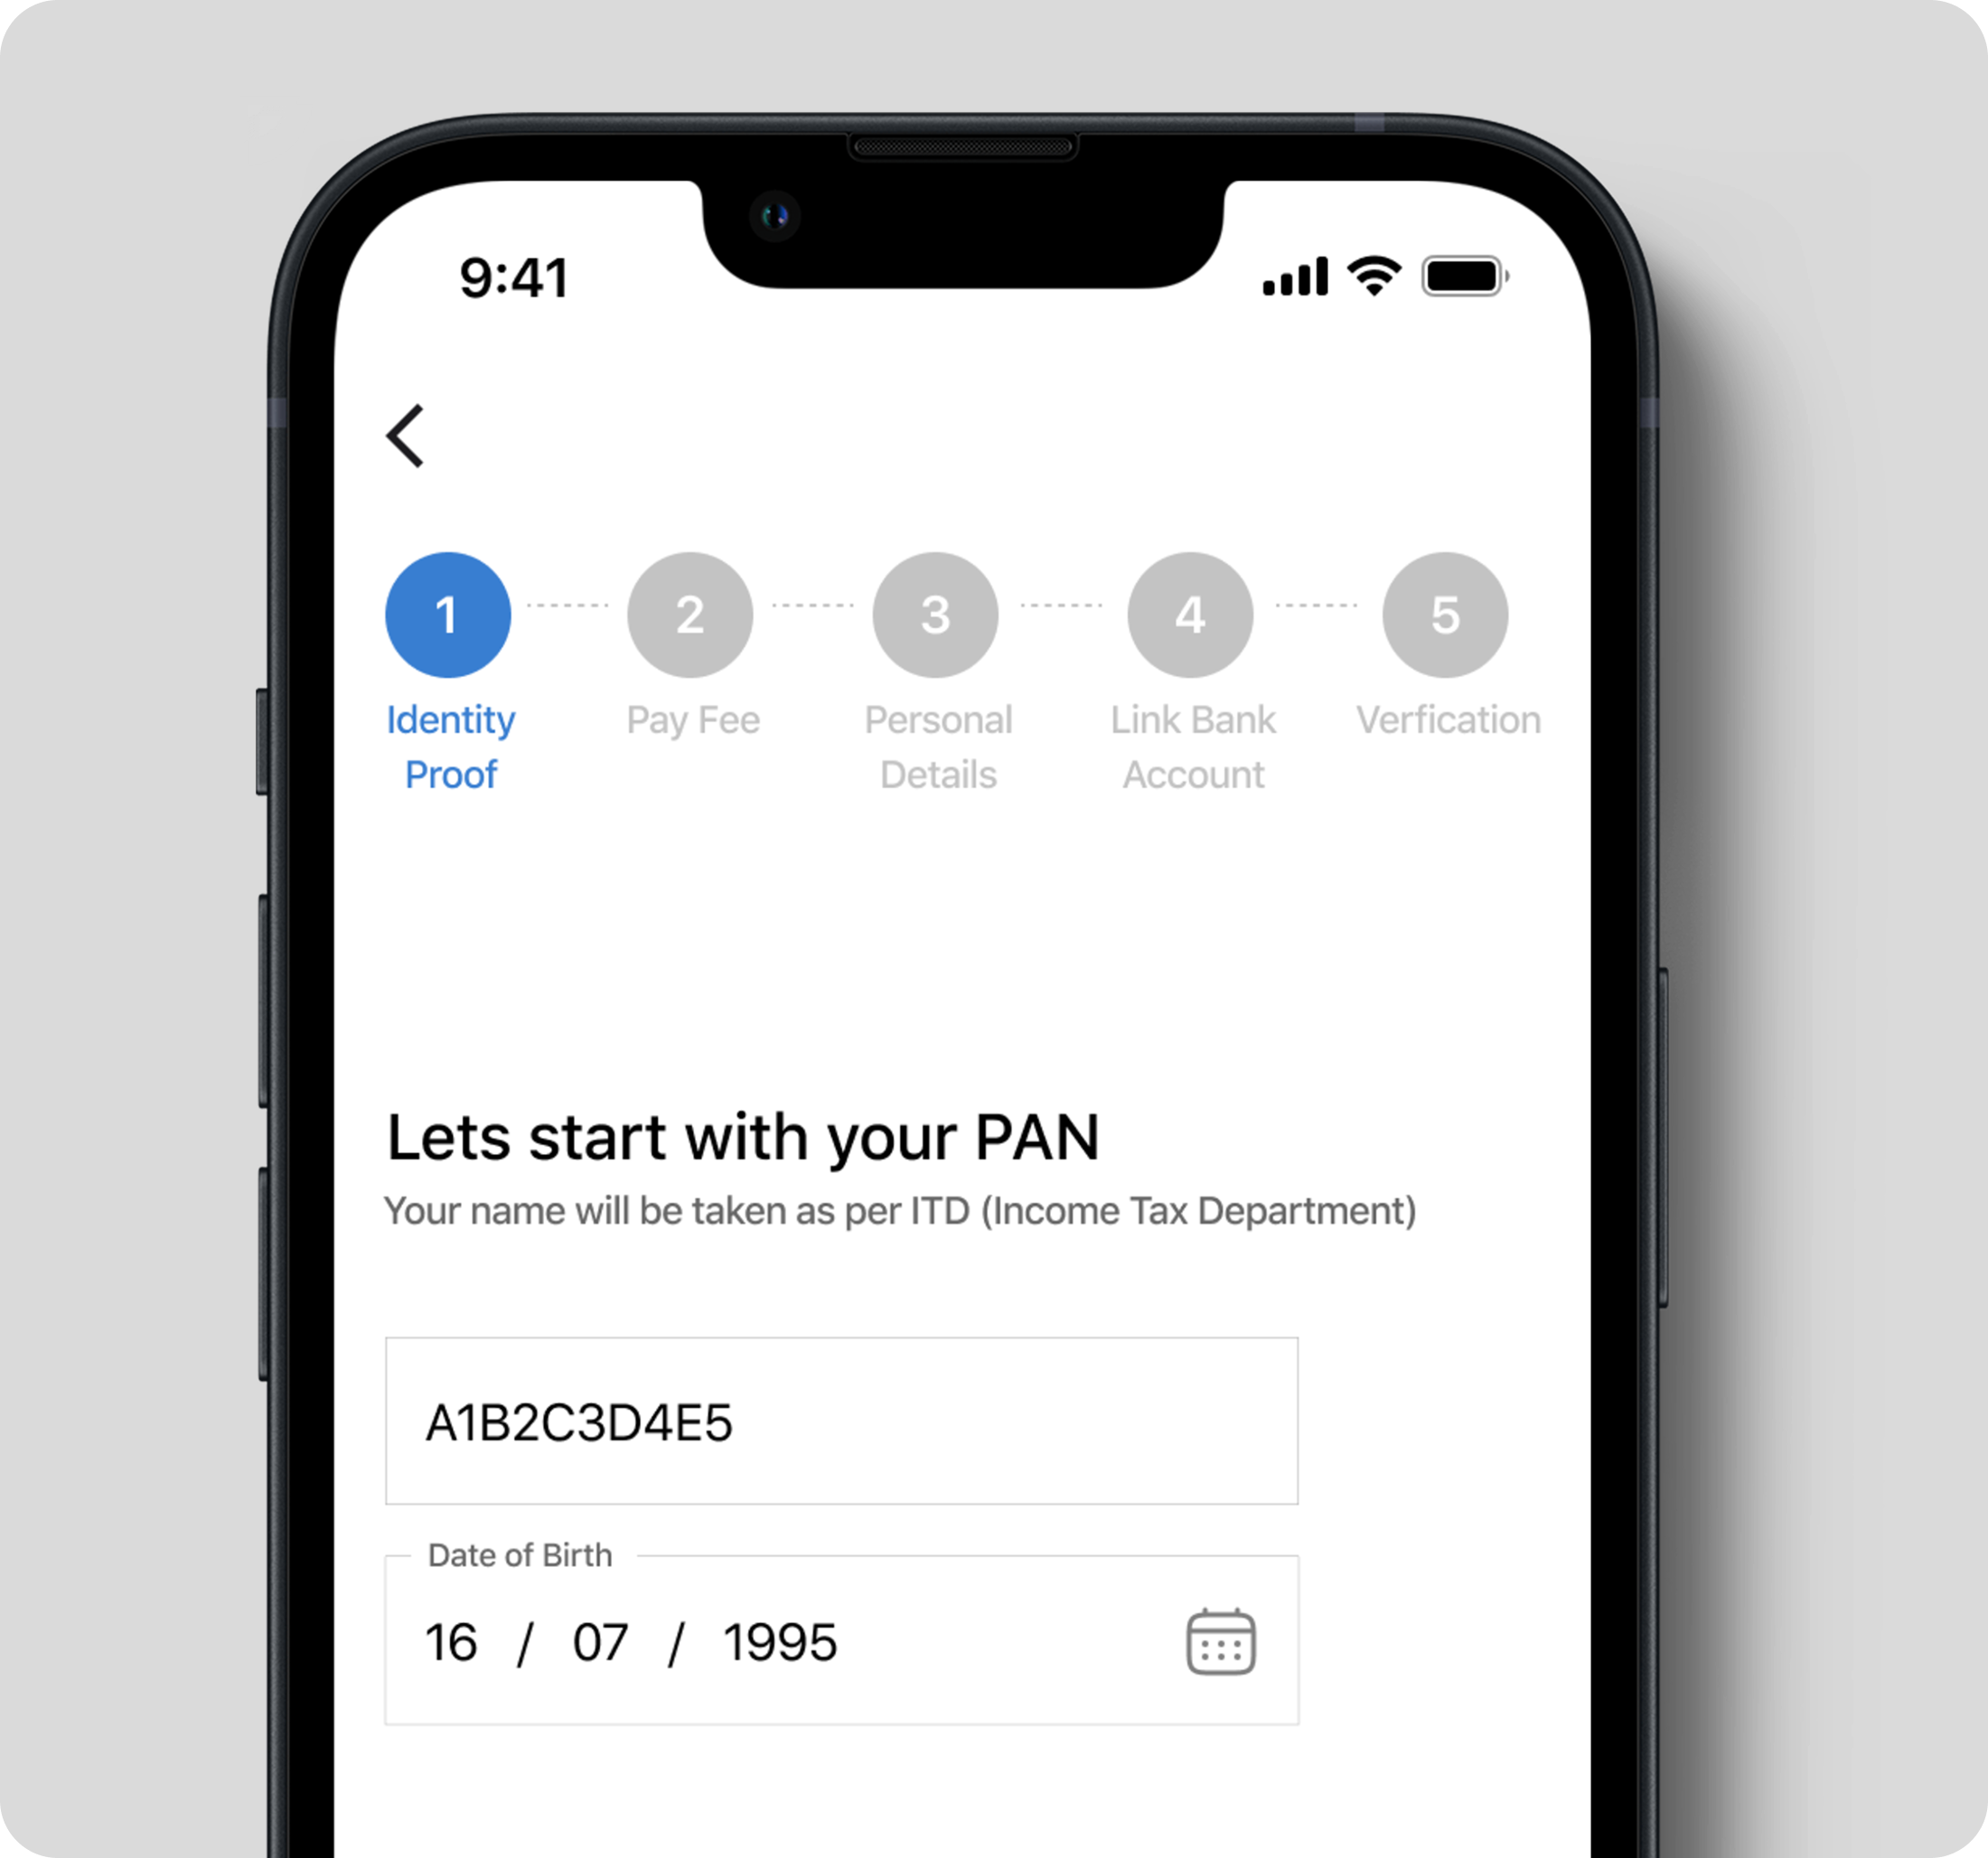 9:41
1 2 3 4 5
Identity Pay Fee Personal Link Bank Verfication
Proof Details Account
Lets start with your PAN
Your name will be taken as per ITD (Income Tax Department)
A1B2C3D4E5
Date of Birth
16 / 07 / 1995